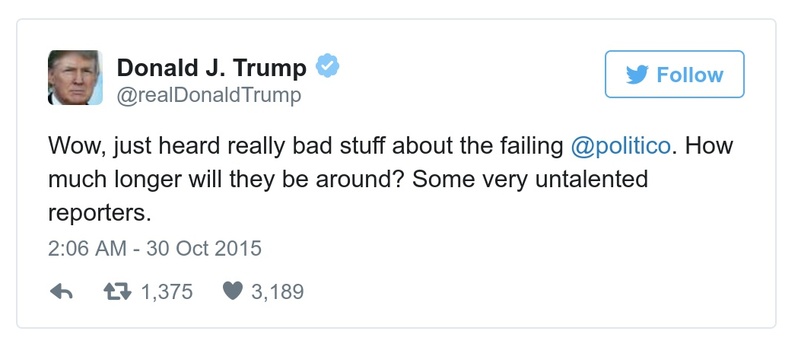 Donald J. Trump
@realDonaldTrump
Follow
Wow, just heard really bad stuff about the failing @politico. How
much longer will they be around? Some very untalented
reporters.
2:06 AM - 30 Oct 2015
1,375 3,189